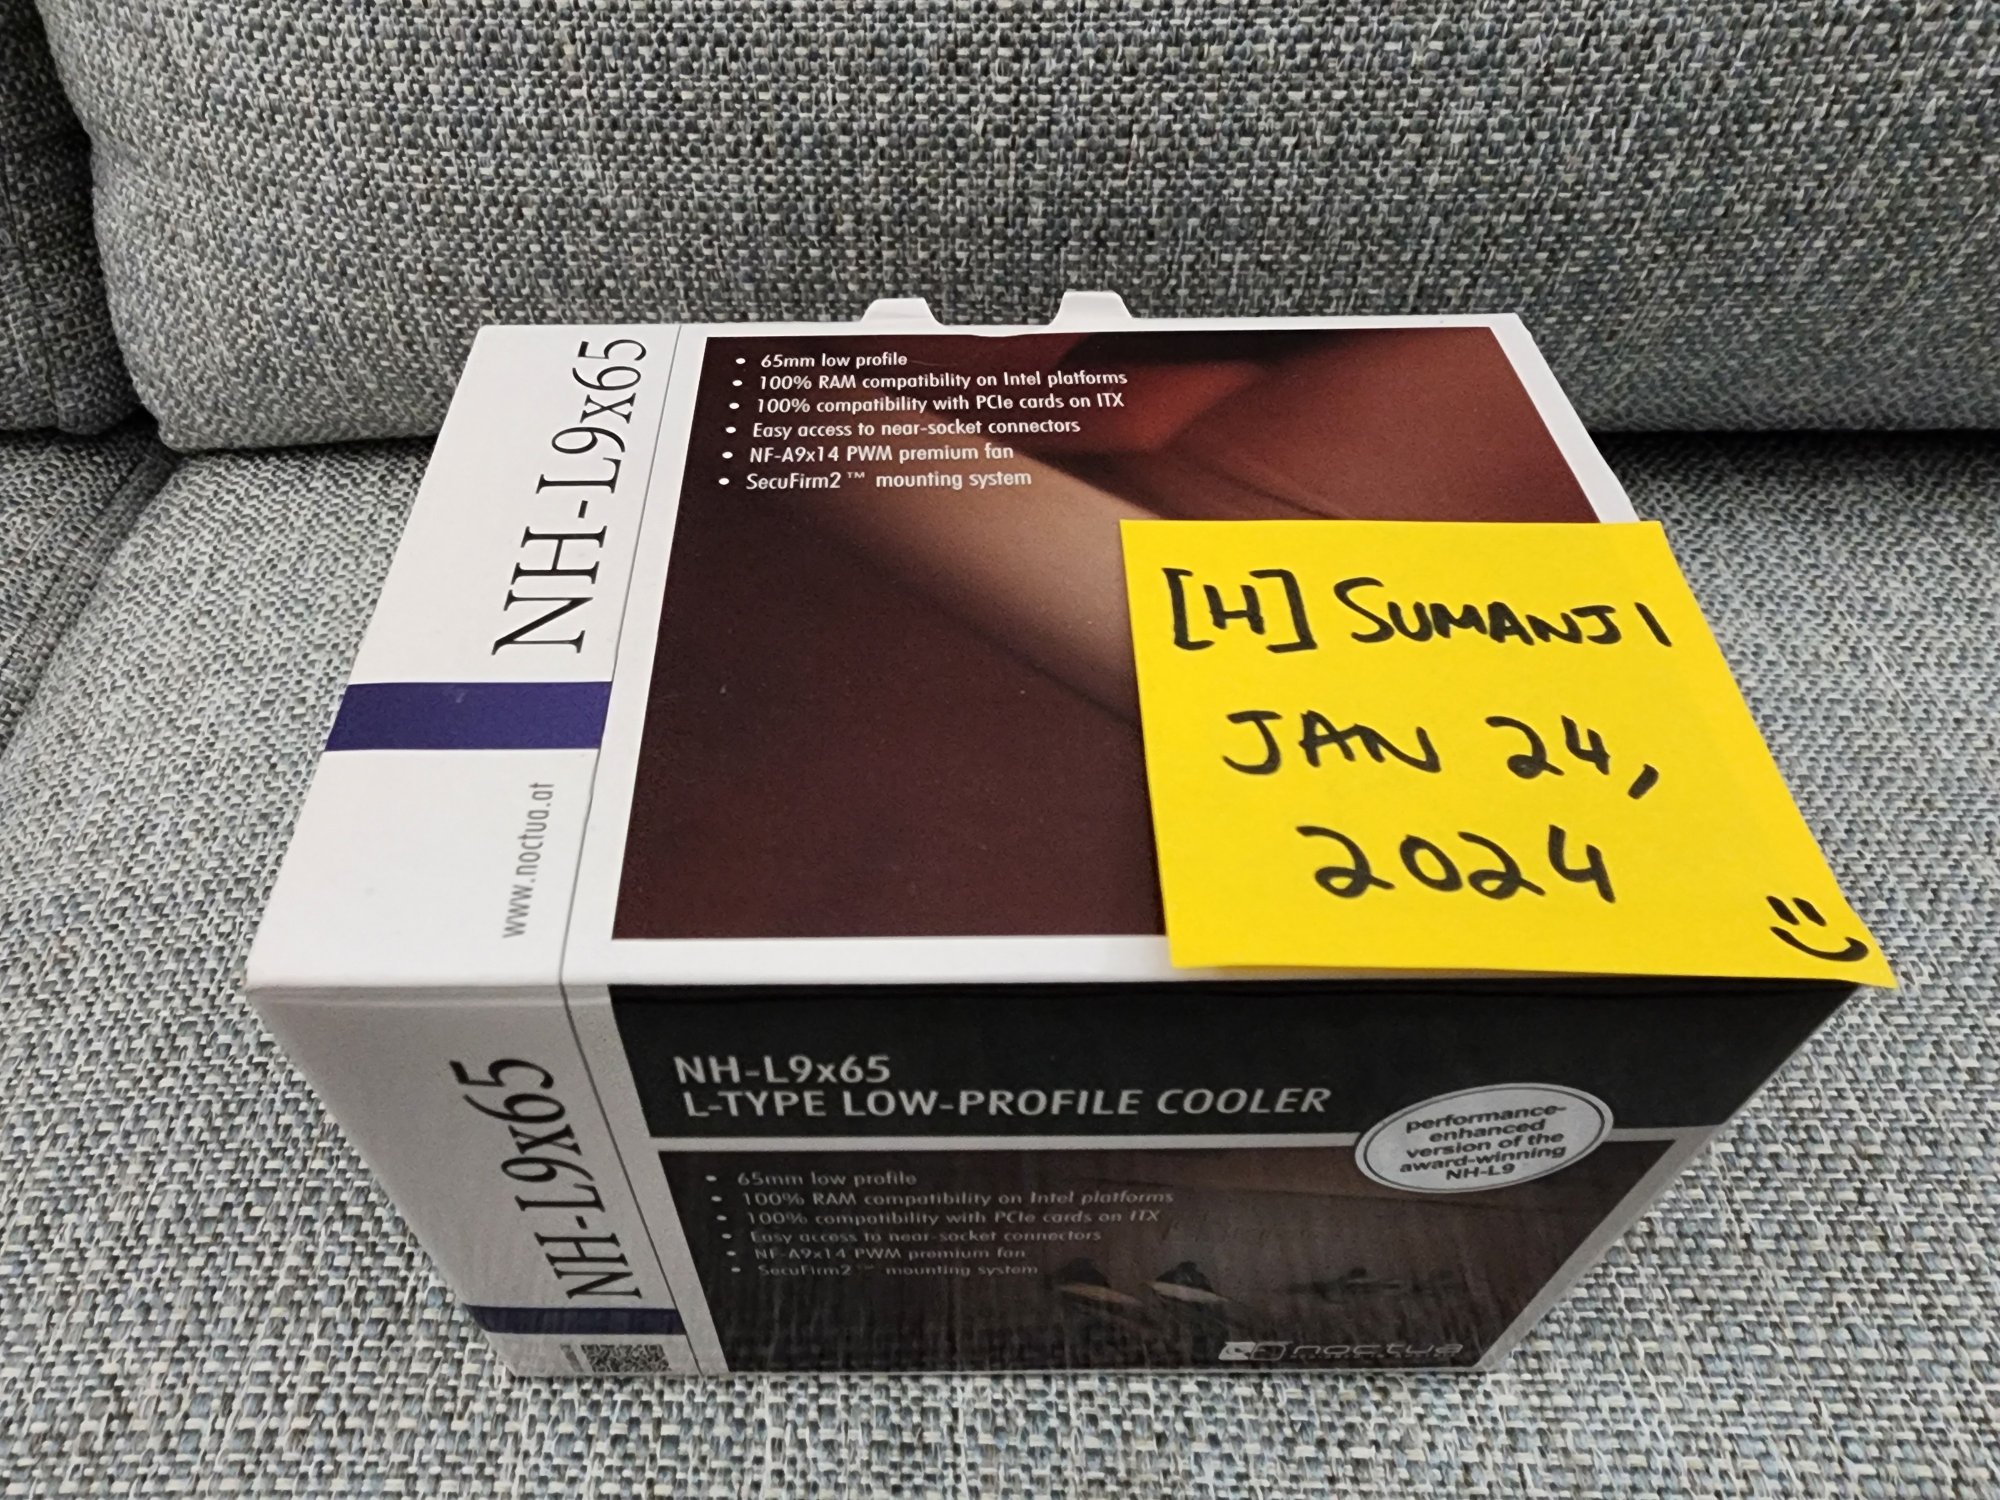 NH-L9x65
www.noctua.at
• 65mm low profile
• 100% RAM compatibility on Intel platforms
• 100% compatibility with PCIe cards on ITX
• Easy access to near-socket connectors
• NF-A9x14 PWM premium fan
• SecuFirm2™ mounting system
[H] SUMANJI
JAN 24,
2024
NH-L9x65
NH-L9x65
L-TYPE LOW-PROFILE COOLER
performance-
enhanced
version of the
award-winning
NH-L9
• 65mm low profile
• 100% RAM compatibility on Intel platforms
• 100% compatibility with PCIe cards on ITX
• Easy access to near-socket connectors
• NF-A9x14 PWM premium fan
• SecuFirm2™ mounting system
noctua